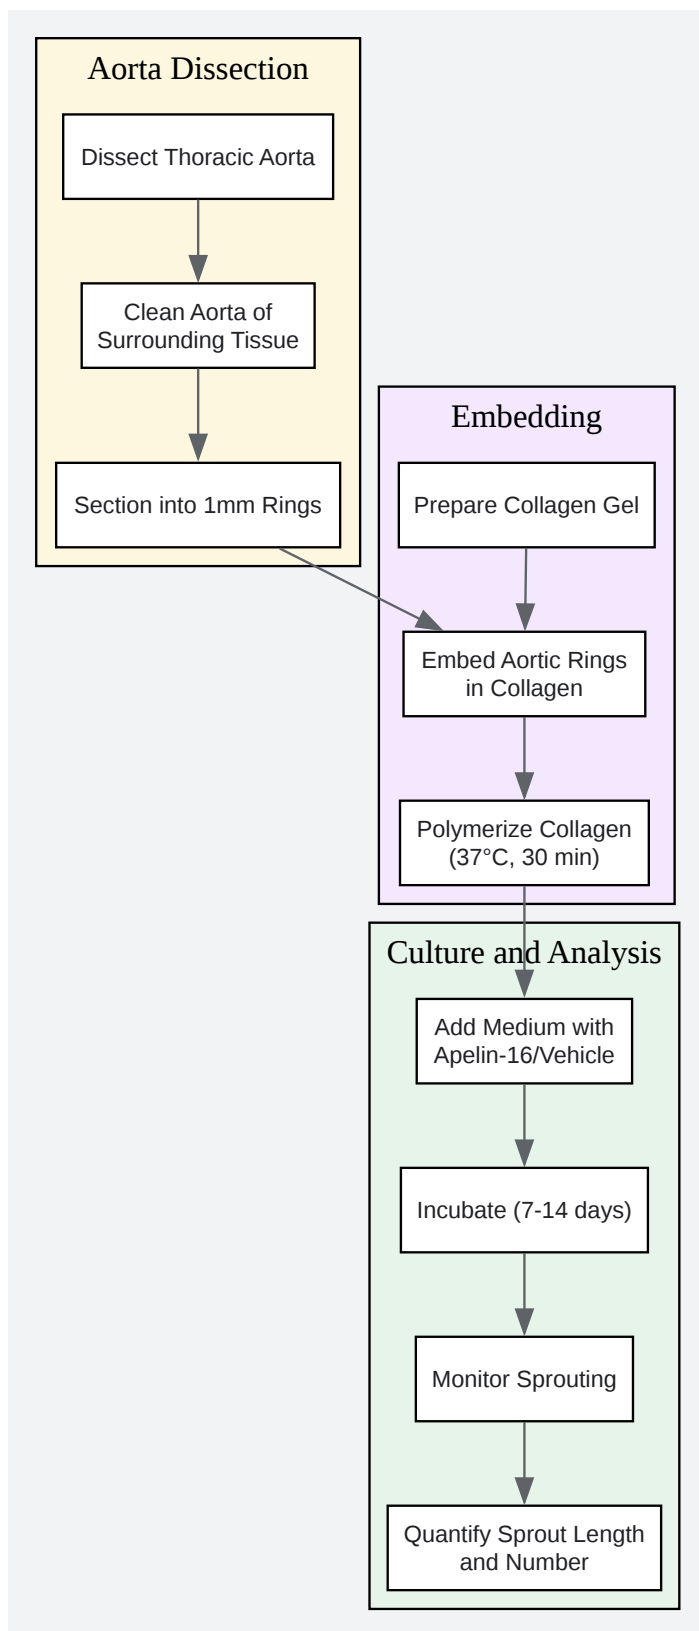 Aorta Dissection
Dissect Thoracic Aorta
Clean Aorta of
Surrounding Tissue
Section into 1mm Rings
Embedding
Prepare Collagen Gel
Embed Aortic Rings
in Collagen
Polymerize Collagen
(37°C, 30 min)
Culture and Analysis
Add Medium with
Apelin-16/Vehicle
Incubate (7-14 days)
Monitor Sprouting
Quantify Sprout Length
and Number